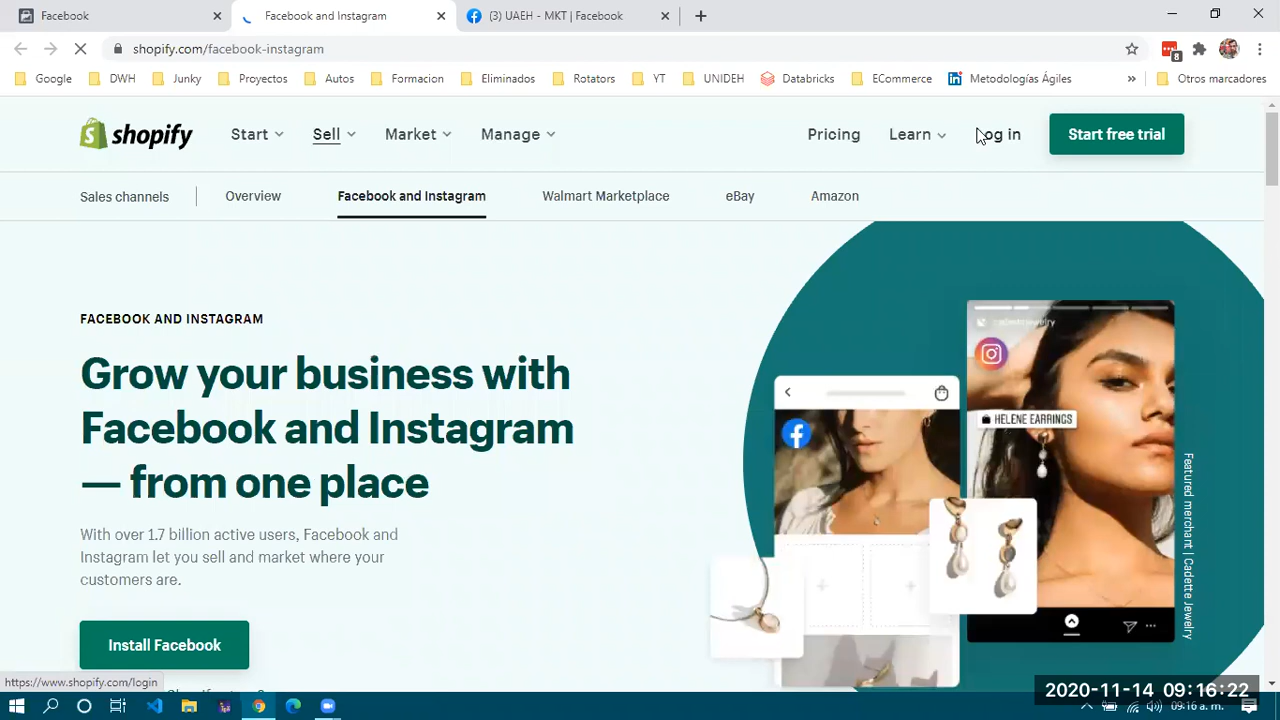 Facebook
Facebook and Instagram
(3) UAEH - MKT | Facebook
shopify.com/facebook-instagram
8
Google
DWH
Junky
Proyectos
Autos
Formacion
Eliminados
Rotators
YT
UNIDEH
Databricks
ECommerce
Metodologías Ágiles
»
Otros marcadores
shopify
Start
Sell
Market
Manage
Pricing
Learn
Log in
Start free trial
Sales channels
Overview
Facebook and Instagram
Walmart Marketplace
eBay
Amazon
FACEBOOK AND INSTAGRAM
Grow your business with
Facebook and Instagram
— from one place
With over 1.7 billion active users, Facebook and
Instagram let you sell and market where your
customers are.
Install Facebook
HELENE EARRINGS
Featured merchant | Cadette Jewelry
https://www.shopify.com/login
2020-11-14 09:16:22
09:16 a. m.